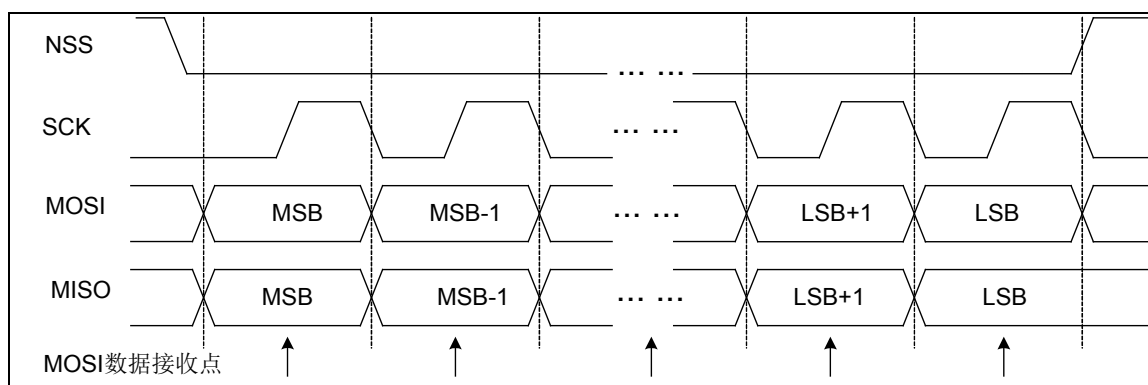 NSS
... ...
SCK
... ...
MOSI MSB MSB-1 ... ... LSB+1 LSB
MISO MSB MSB-1 ... ... LSB+1 LSB
MOSI数据接收点